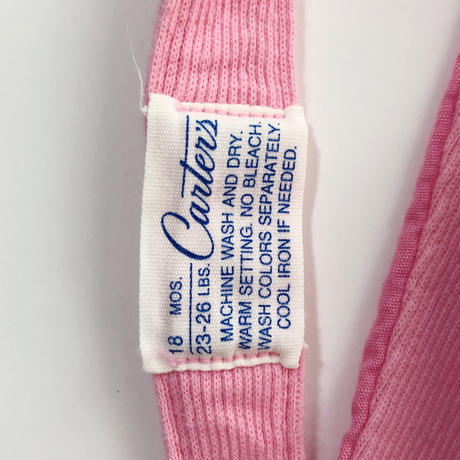 Carter's
18 MOS.
23-26 LBS.
MACHINE WASH AND DRY.
WARM SETTING. NO BLEACH.
WASH COLORS SEPARATELY.
COOL IRON IF NEEDED.